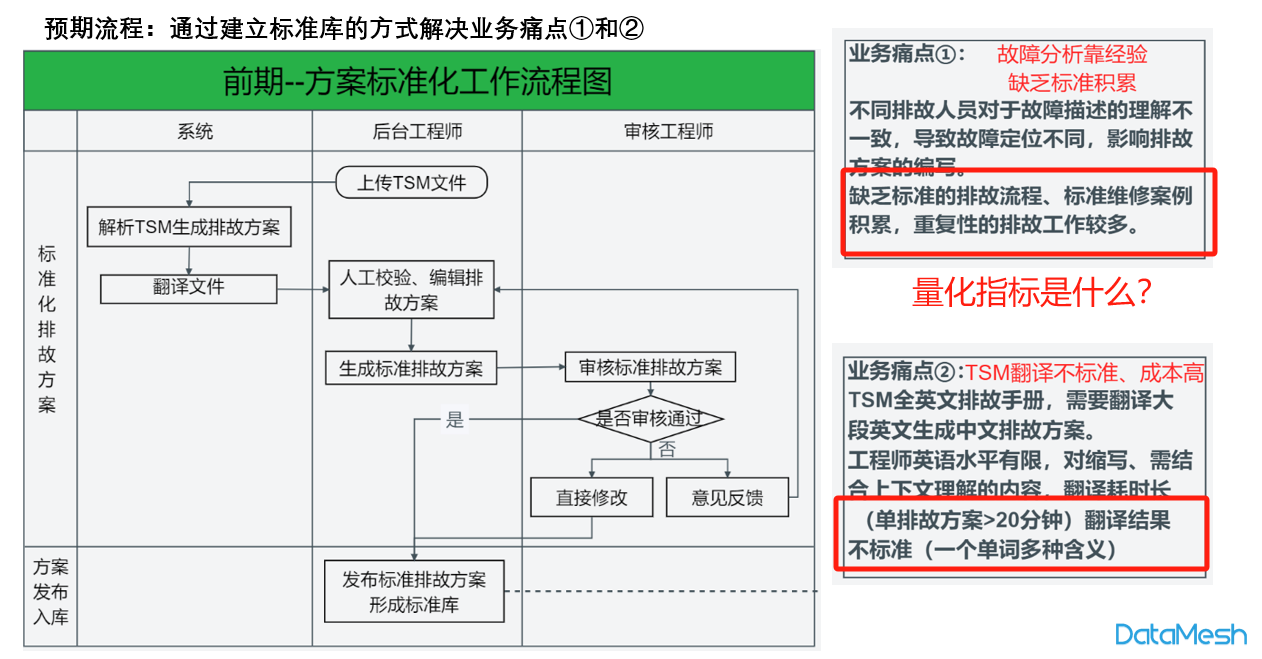 预期流程：通过建立标准库的方式解决业务痛点①和②
前期--方案标准化工作流程图
系统
后台工程师
审核工程师
标准化排故方案
上传TSM文件
解析TSM生成排故方案
翻译文件
人工校验、编辑排
故方案
生成标准排故方案
审核标准排故方案
是否审核通过
是
否
直接修改
意见反馈
方案
发布
入库
发布标准排故方案
形成标准库
业务痛点①： 故障分析靠经验
缺乏标准积累
不同排故人员对于故障描述的理解不
一致，导致故障定位不同，影响排故
方案的编写。
缺乏标准的排故流程、标准维修案例
积累，重复性的排故工作较多。
量化指标是什么？
业务痛点②：TSM翻译不标准、成本高
TSM全英文排故手册，需要翻译大
段英文生成中文排故方案。
工程师英语水平有限，对缩写、需结
合上下文理解的内容，翻译耗时长
（单排故方案>20分钟）翻译结果
不标准（一个单词多种含义）
DataMesh